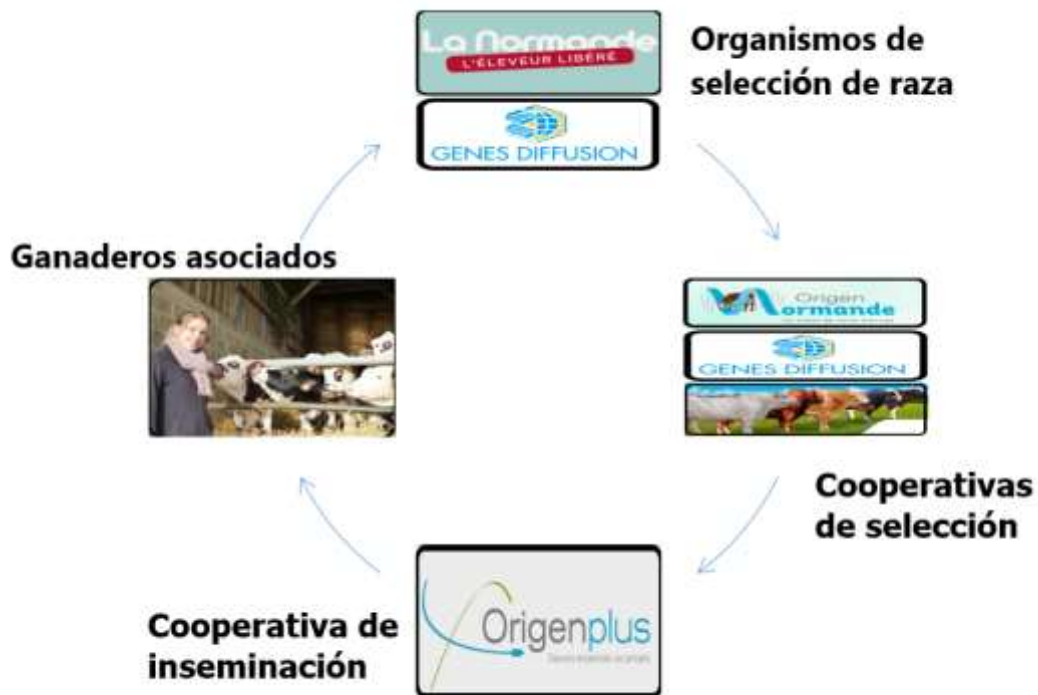 La Normande
L'ÉLEVEUR LIBÉRÉ
GENES DIFFUSION
Organismos de
selección de raza
Ganaderos asociados
Origen
Normande
GENES DIFFUSION
Cooperativas
de selección
Origenplus
Cooperativa de
inseminación